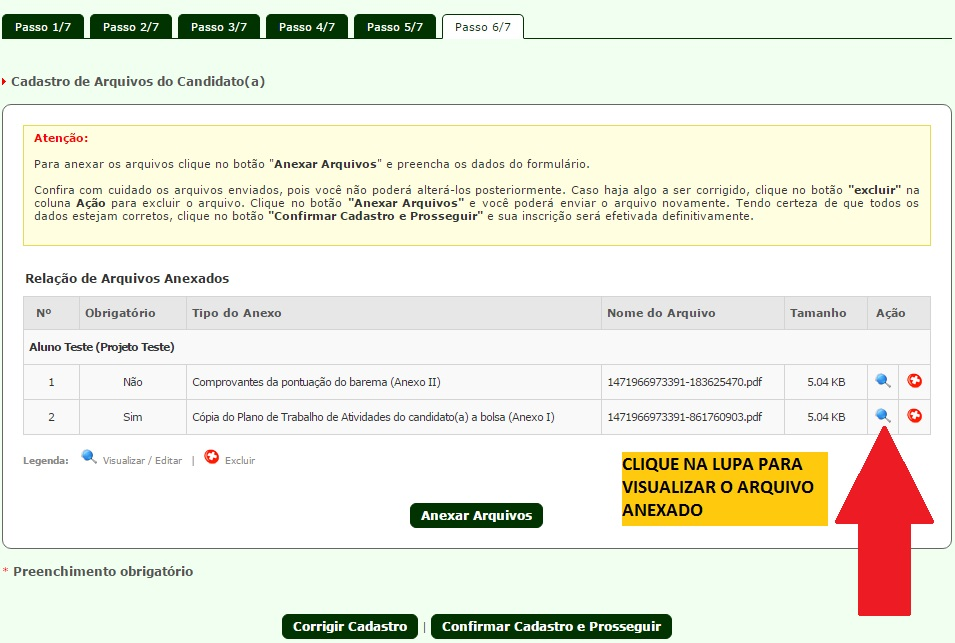 Passo 1/7 Passo 2/7 Passo 3/7 Passo 4/7 Passo 5/7 Passo 6/7
Cadastro de Arquivos do Candidato(a)
Atenção:
Para anexar os arquivos clique no botão "Anexar Arquivos" e preencha os dados do formulário.
Confira com cuidado os arquivos enviados, pois você não poderá alterá-los posteriormente. Caso haja algo a ser corrigido, clique no botão "excluir" na
coluna Ação para excluir o arquivo. Clique no botão "Anexar Arquivos" e você poderá enviar o arquivo novamente. Tendo certeza de que todos os
dados estejam corretos, clique no botão "Confirmar Cadastro e Prosseguir" e sua inscrição será efetivada definitivamente.
Relação de Arquivos Anexados
Nº Obrigatório Tipo do Anexo Nome do Arquivo Tamanho Ação
Aluno Teste (Projeto Teste)
1 Não Comprovantes da pontuação do barema (Anexo II) 1471966973391-183625470.pdf 5.04 KB
2 Sim Cópia do Plano de Trabalho de Atividades do candidato(a) a bolsa (Anexo I) 1471966973391-861760903.pdf 5.04 KB
Legenda: Visualizar / Editar | Excluir
CLIQUE NA LUPA PARA
VISUALIZAR O ARQUIVO
ANEXADO
Anexar Arquivos
* Preenchimento obrigatório
Corrigir Cadastro | Confirmar Cadastro e Prosseguir